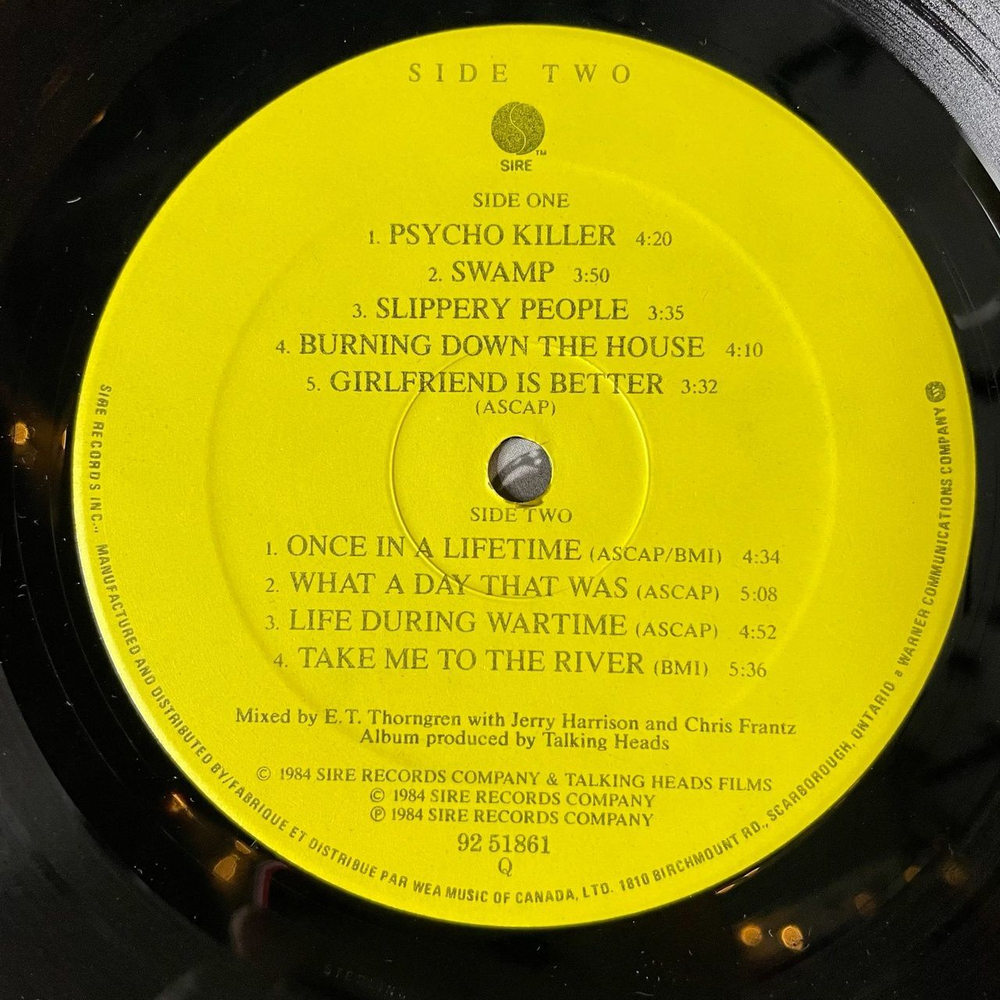 SIDE TWO
SIRE™
SIDE ONE
1. PSYCHO KILLER 4:20
2. SWAMP 3:50
3. SLIPPERY PEOPLE 3:35
4. BURNING DOWN THE HOUSE 4:10
5. GIRLFRIEND IS BETTER 3:32
(ASCAP)
SIDE TWO
1. ONCE IN A LIFETIME (ASCAP/BMI) 4:34
2. WHAT A DAY THAT WAS (ASCAP) 5:08
3. LIFE DURING WARTIME (ASCAP) 4:52
4. TAKE ME TO THE RIVER (BMI) 5:36
Mixed by E.T. Thorngren with Jerry Harrison and Chris Frantz
Album produced by Talking Heads
© 1984 SIRE RECORDS COMPANY & TALKING HEADS FILMS
© 1984 SIRE RECORDS COMPANY
℗ 1984 SIRE RECORDS COMPANY
92 51861
Q
SIRE RECORDS INC., MANUFACTURED AND DISTRIBUTED BY/FABRIQUE ET DISTRIBUE PAR WEA MUSIC OF CANADA, LTD. 1810 BIRCHMOUNT RD., SCARBOROUGH, ONTARIO a WARNER COMMUNICATIONS COMPANY